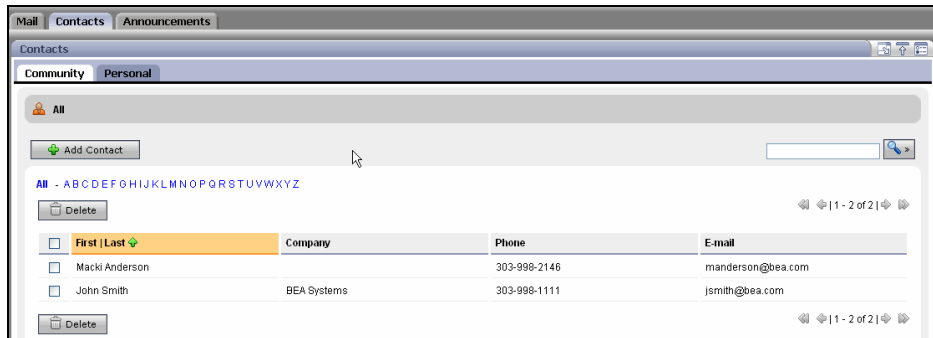 Mail Contacts Announcements
Contacts
Community Personal
All
Add Contact
»
All - A B C D E F G H I J K L M N O P Q R S T U V W X Y Z
Delete | 1 - 2 of 2 |
First | Last Company Phone E-mail
Macki Anderson 303-998-2146 manderson@bea.com
John Smith BEA Systems 303-998-1111 jsmith@bea.com
Delete | 1 - 2 of 2 |